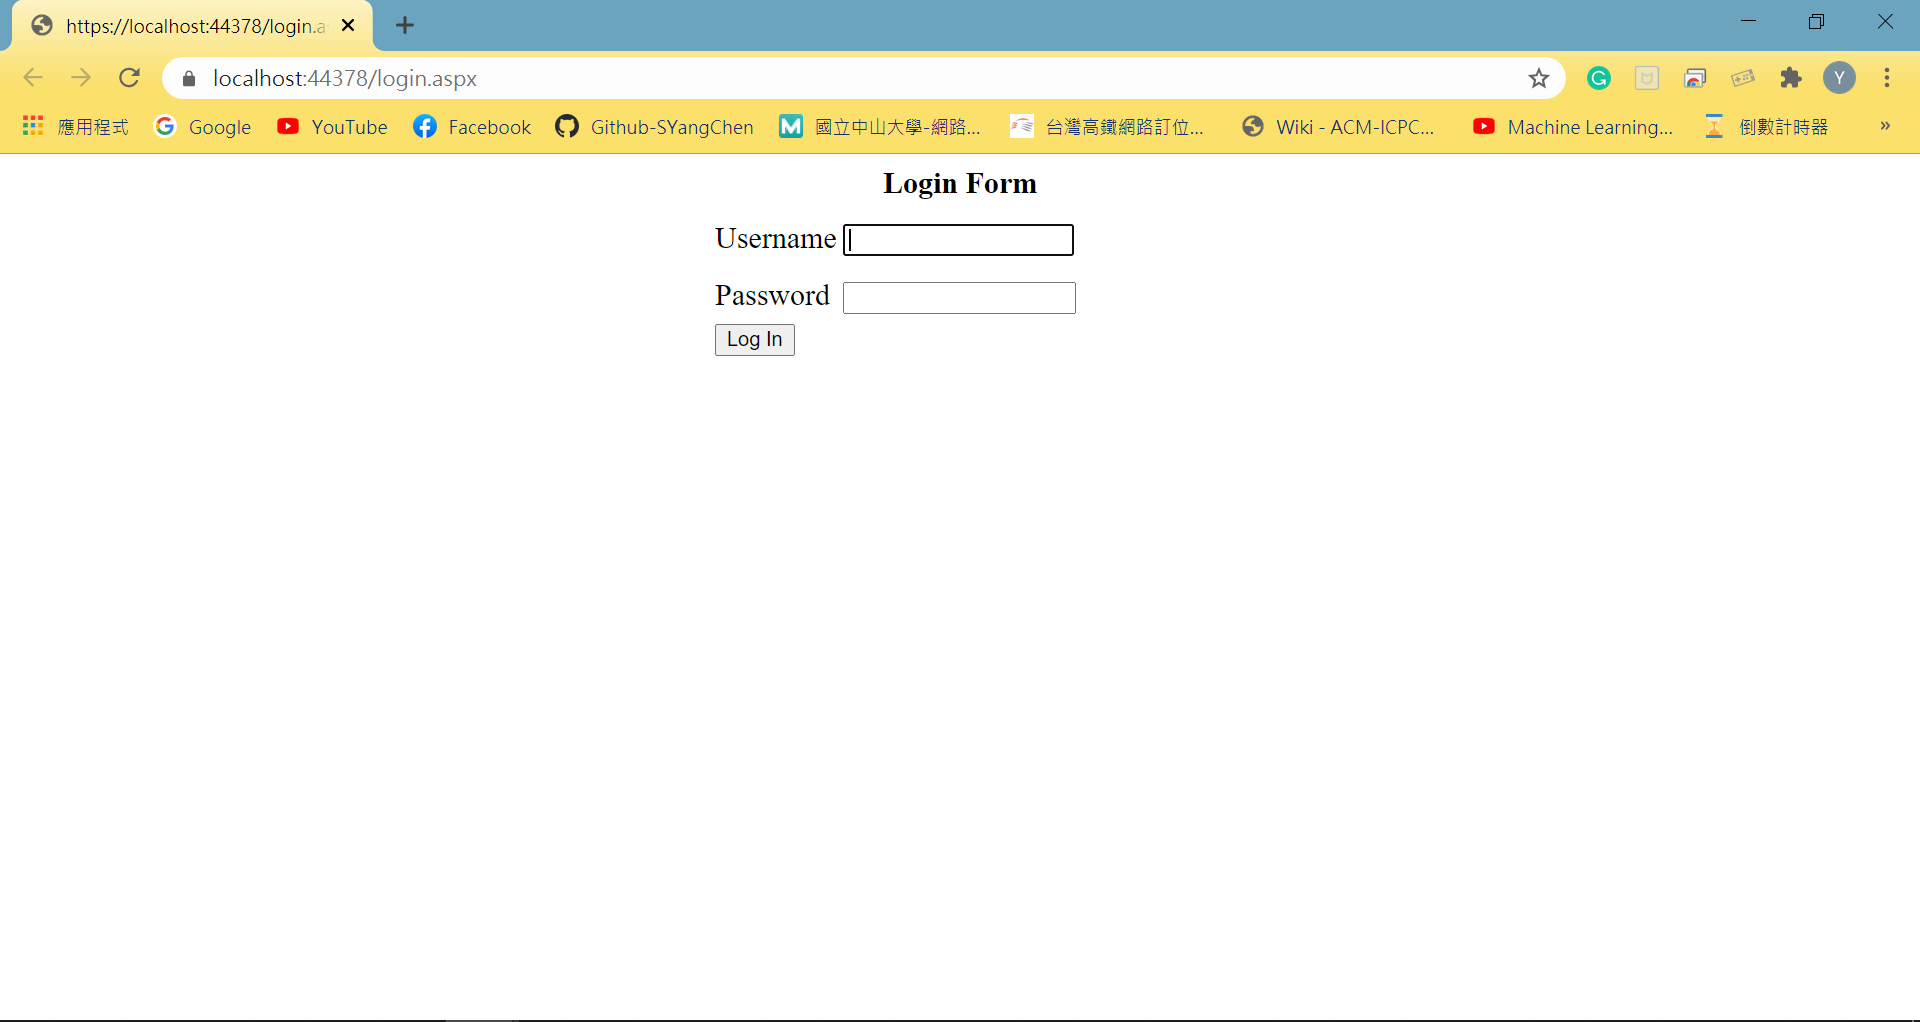 https://localhost:44378/login.a
localhost:44378/login.aspx
Y
應用程式 Google YouTube Facebook Github-SYangChen 國立中山大學-網路... 台灣高鐵網路訂位... Wiki - ACM-ICPC... Machine Learning... 倒數計時器 »
Login Form
Username
Password
Log In